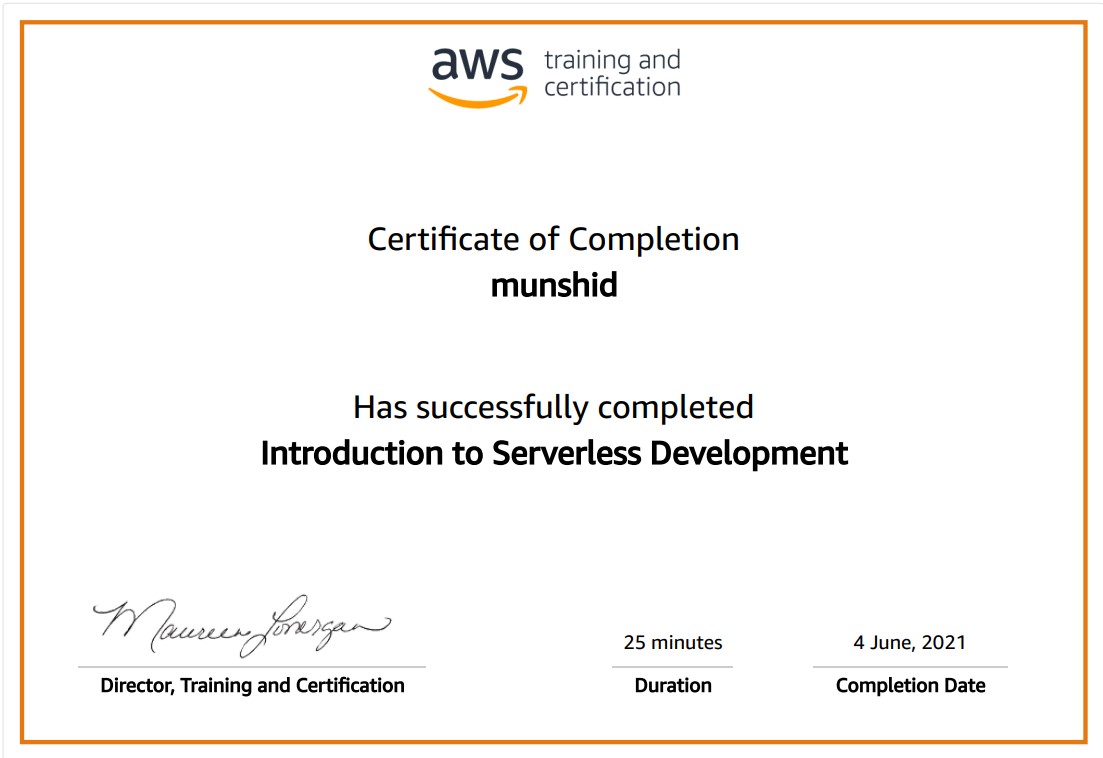 aws training and
certification
Certificate of Completion
munshid
Has successfully completed
Introduction to Serverless Development
Maureen Lonergan
25 minutes
4 June, 2021
Director, Training and Certification
Duration
Completion Date